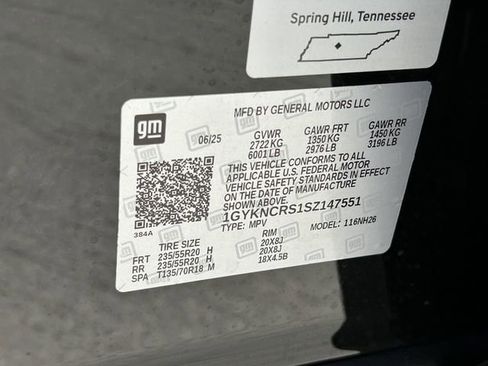 Spring Hill, Tennessee
gm
MFD BY GENERAL MOTORS LLC
06/25 GVWR GAWR FRT GAWR RR
2722 KG 1350 KG 1450 KG
6001 LB 2976 LB 3196 LB
THIS VEHICLE CONFORMS TO ALL
APPLICABLE U.S. FEDERAL MOTOR
VEHICLE SAFETY STANDARDS IN
EFFECT ON THE DATE OF MANUFACTURE
SHOWN ABOVE.
1GYKNCRS1SZ147551
TYPE: MPV MODEL: 116NH26
384A
TIRE SIZE RIM
FRT 235/55R20 H 20X8J
RR 235/55R20 H 20X8J
SPA T135/70R18 M 18X4.5B